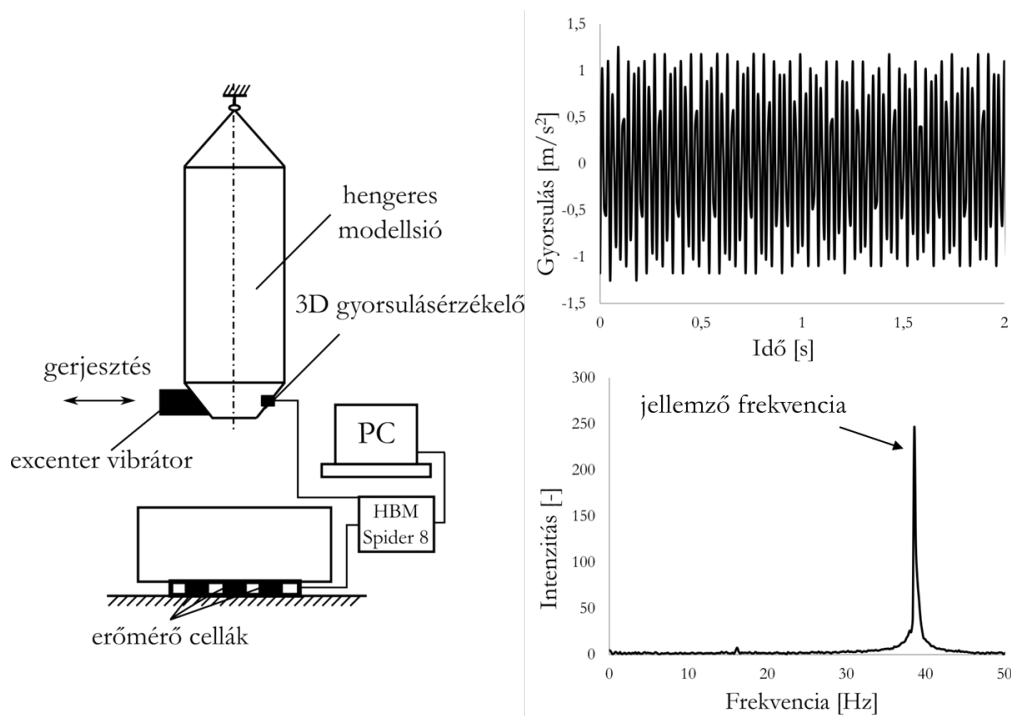 hengeres
modellsió
3D gyorsulásérzékelő
gerjesztés
excenter vibrátor
PC
HBM
Spider 8
erőmérő cellák
Gyorsulás [m/s²]
1,5
1
0,5
0
-0,5
-1
-1,5
0
0,5
1
1,5
2
Idő [s]
Intenzitás [-]
300
250
200
150
100
50
0
jellemző frekvencia
0
10
20
30
40
50
Frekvencia [Hz]